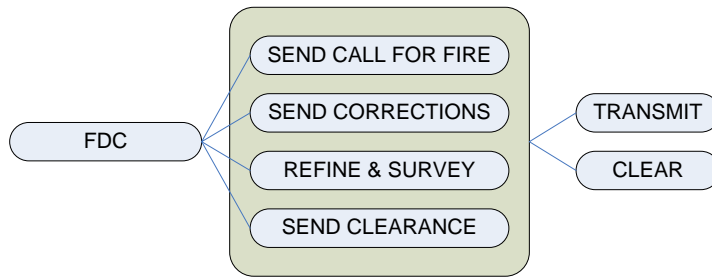 FDC
SEND CALL FOR FIRE
SEND CORRECTIONS
REFINE & SURVEY
SEND CLEARANCE
TRANSMIT
CLEAR